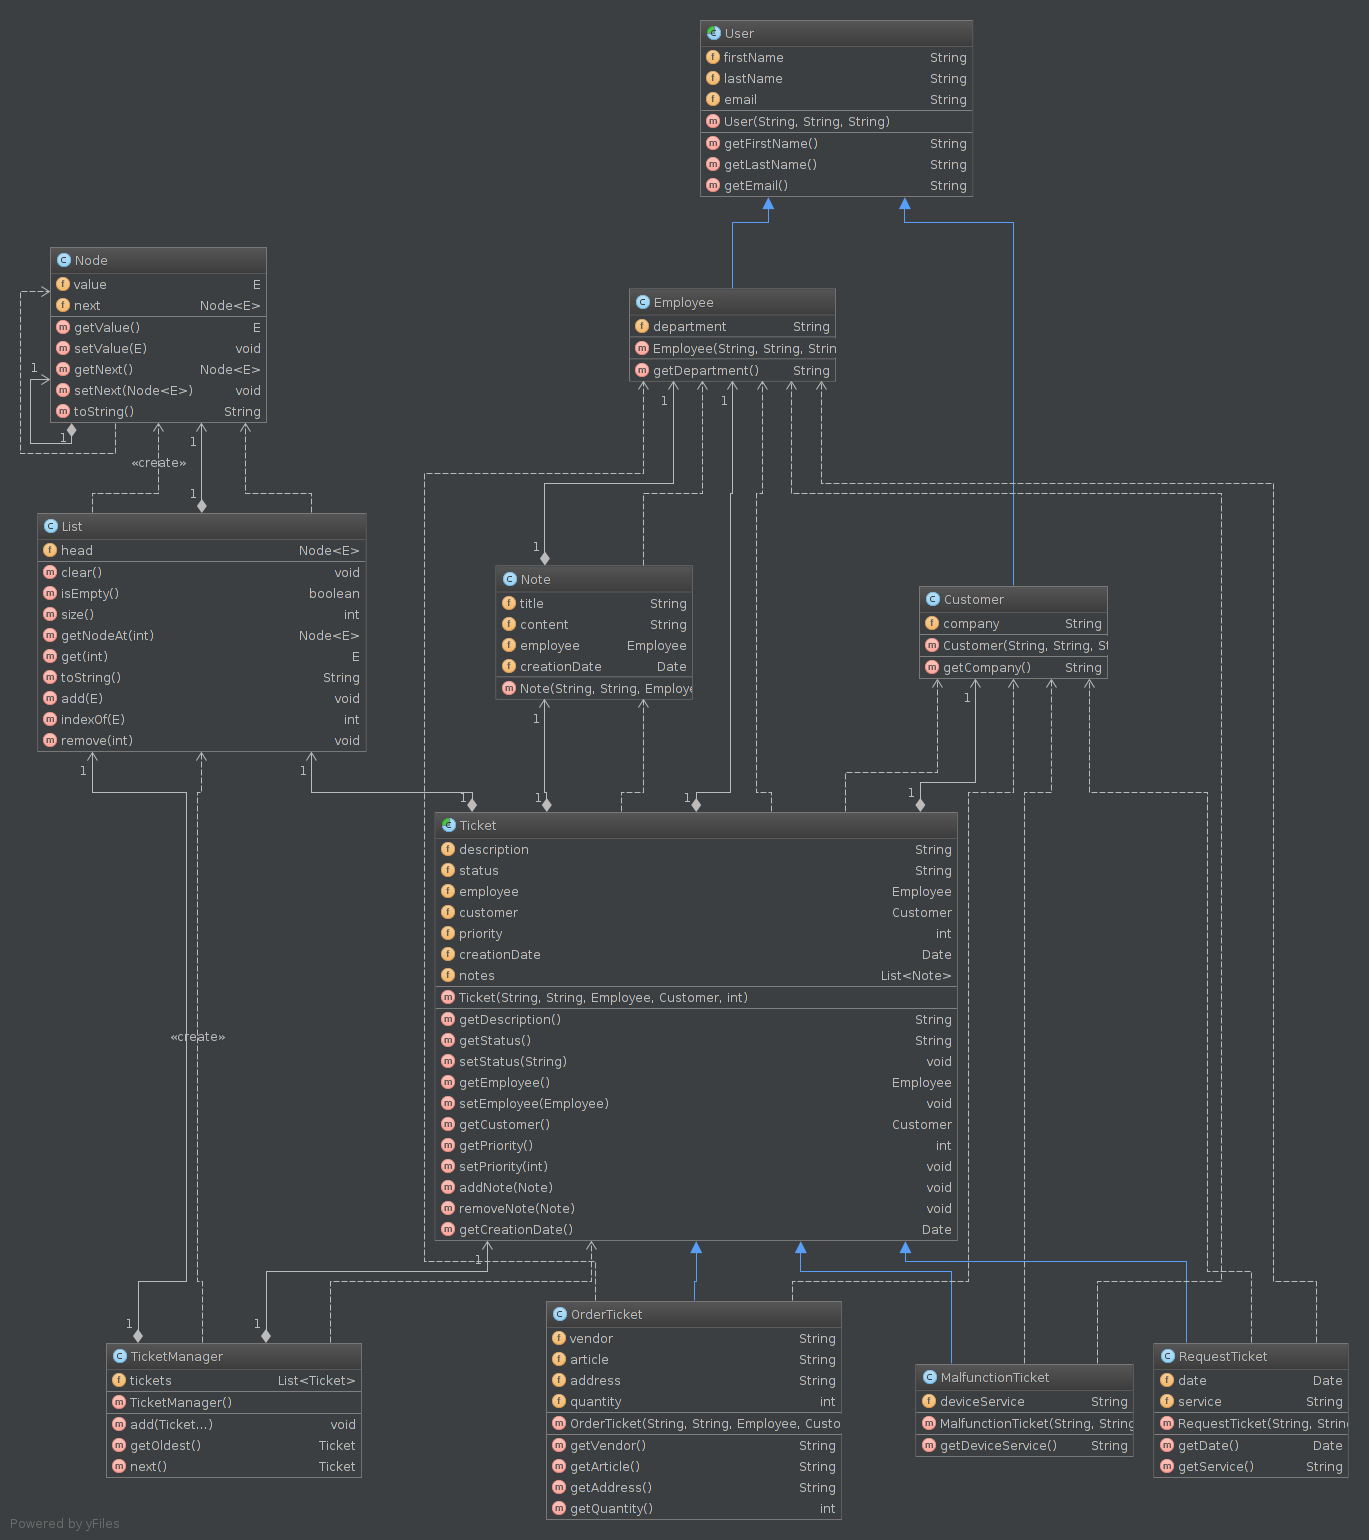 User
firstName String
lastName String
email String
User(String, String, String)
getFirstName() String
getLastName() String
getEmail() String
Node
value E
next Node<E>
getValue() E
setValue(E) void
getNext() Node<E>
setNext(Node<E>) void
toString() String
1
1
«create»
1
1
Employee
department String
Employee(String, String, Strin
getDepartment() String
1
1
List
head Node<E>
clear() void
isEmpty() boolean
size() int
getNodeAt(int) Node<E>
get(int) E
toString() String
add(E) void
indexOf(E) int
remove(int) void
1
1
1
Note
title String
content String
employee Employee
creationDate Date
Note(String, String, Employe
1
Customer
company String
Customer(String, String, St
getCompany() String
1
1
1
1
1
1
Ticket
description String
status String
employee Employee
customer Customer
priority int
creationDate Date
notes List<Note>
Ticket(String, String, Employee, Customer, int)
getDescription() String
getStatus() String
setStatus(String) void
getEmployee() Employee
setEmployee(Employee) void
getCustomer() Customer
getPriority() int
setPriority(int) void
addNote(Note) void
removeNote(Note) void
getCreationDate() Date
«create»
1
1
1
TicketManager
tickets List<Ticket>
TicketManager()
add(Ticket...) void
getOldest() Ticket
next() Ticket
OrderTicket
vendor String
article String
address String
quantity int
OrderTicket(String, String, Employee, Custo
getVendor() String
getArticle() String
getAddress() String
getQuantity() int
MalfunctionTicket
deviceService String
MalfunctionTicket(String, String
getDeviceService() String
RequestTicket
date Date
service String
RequestTicket(String, String
getDate() Date
getService() String
Powered by yFiles